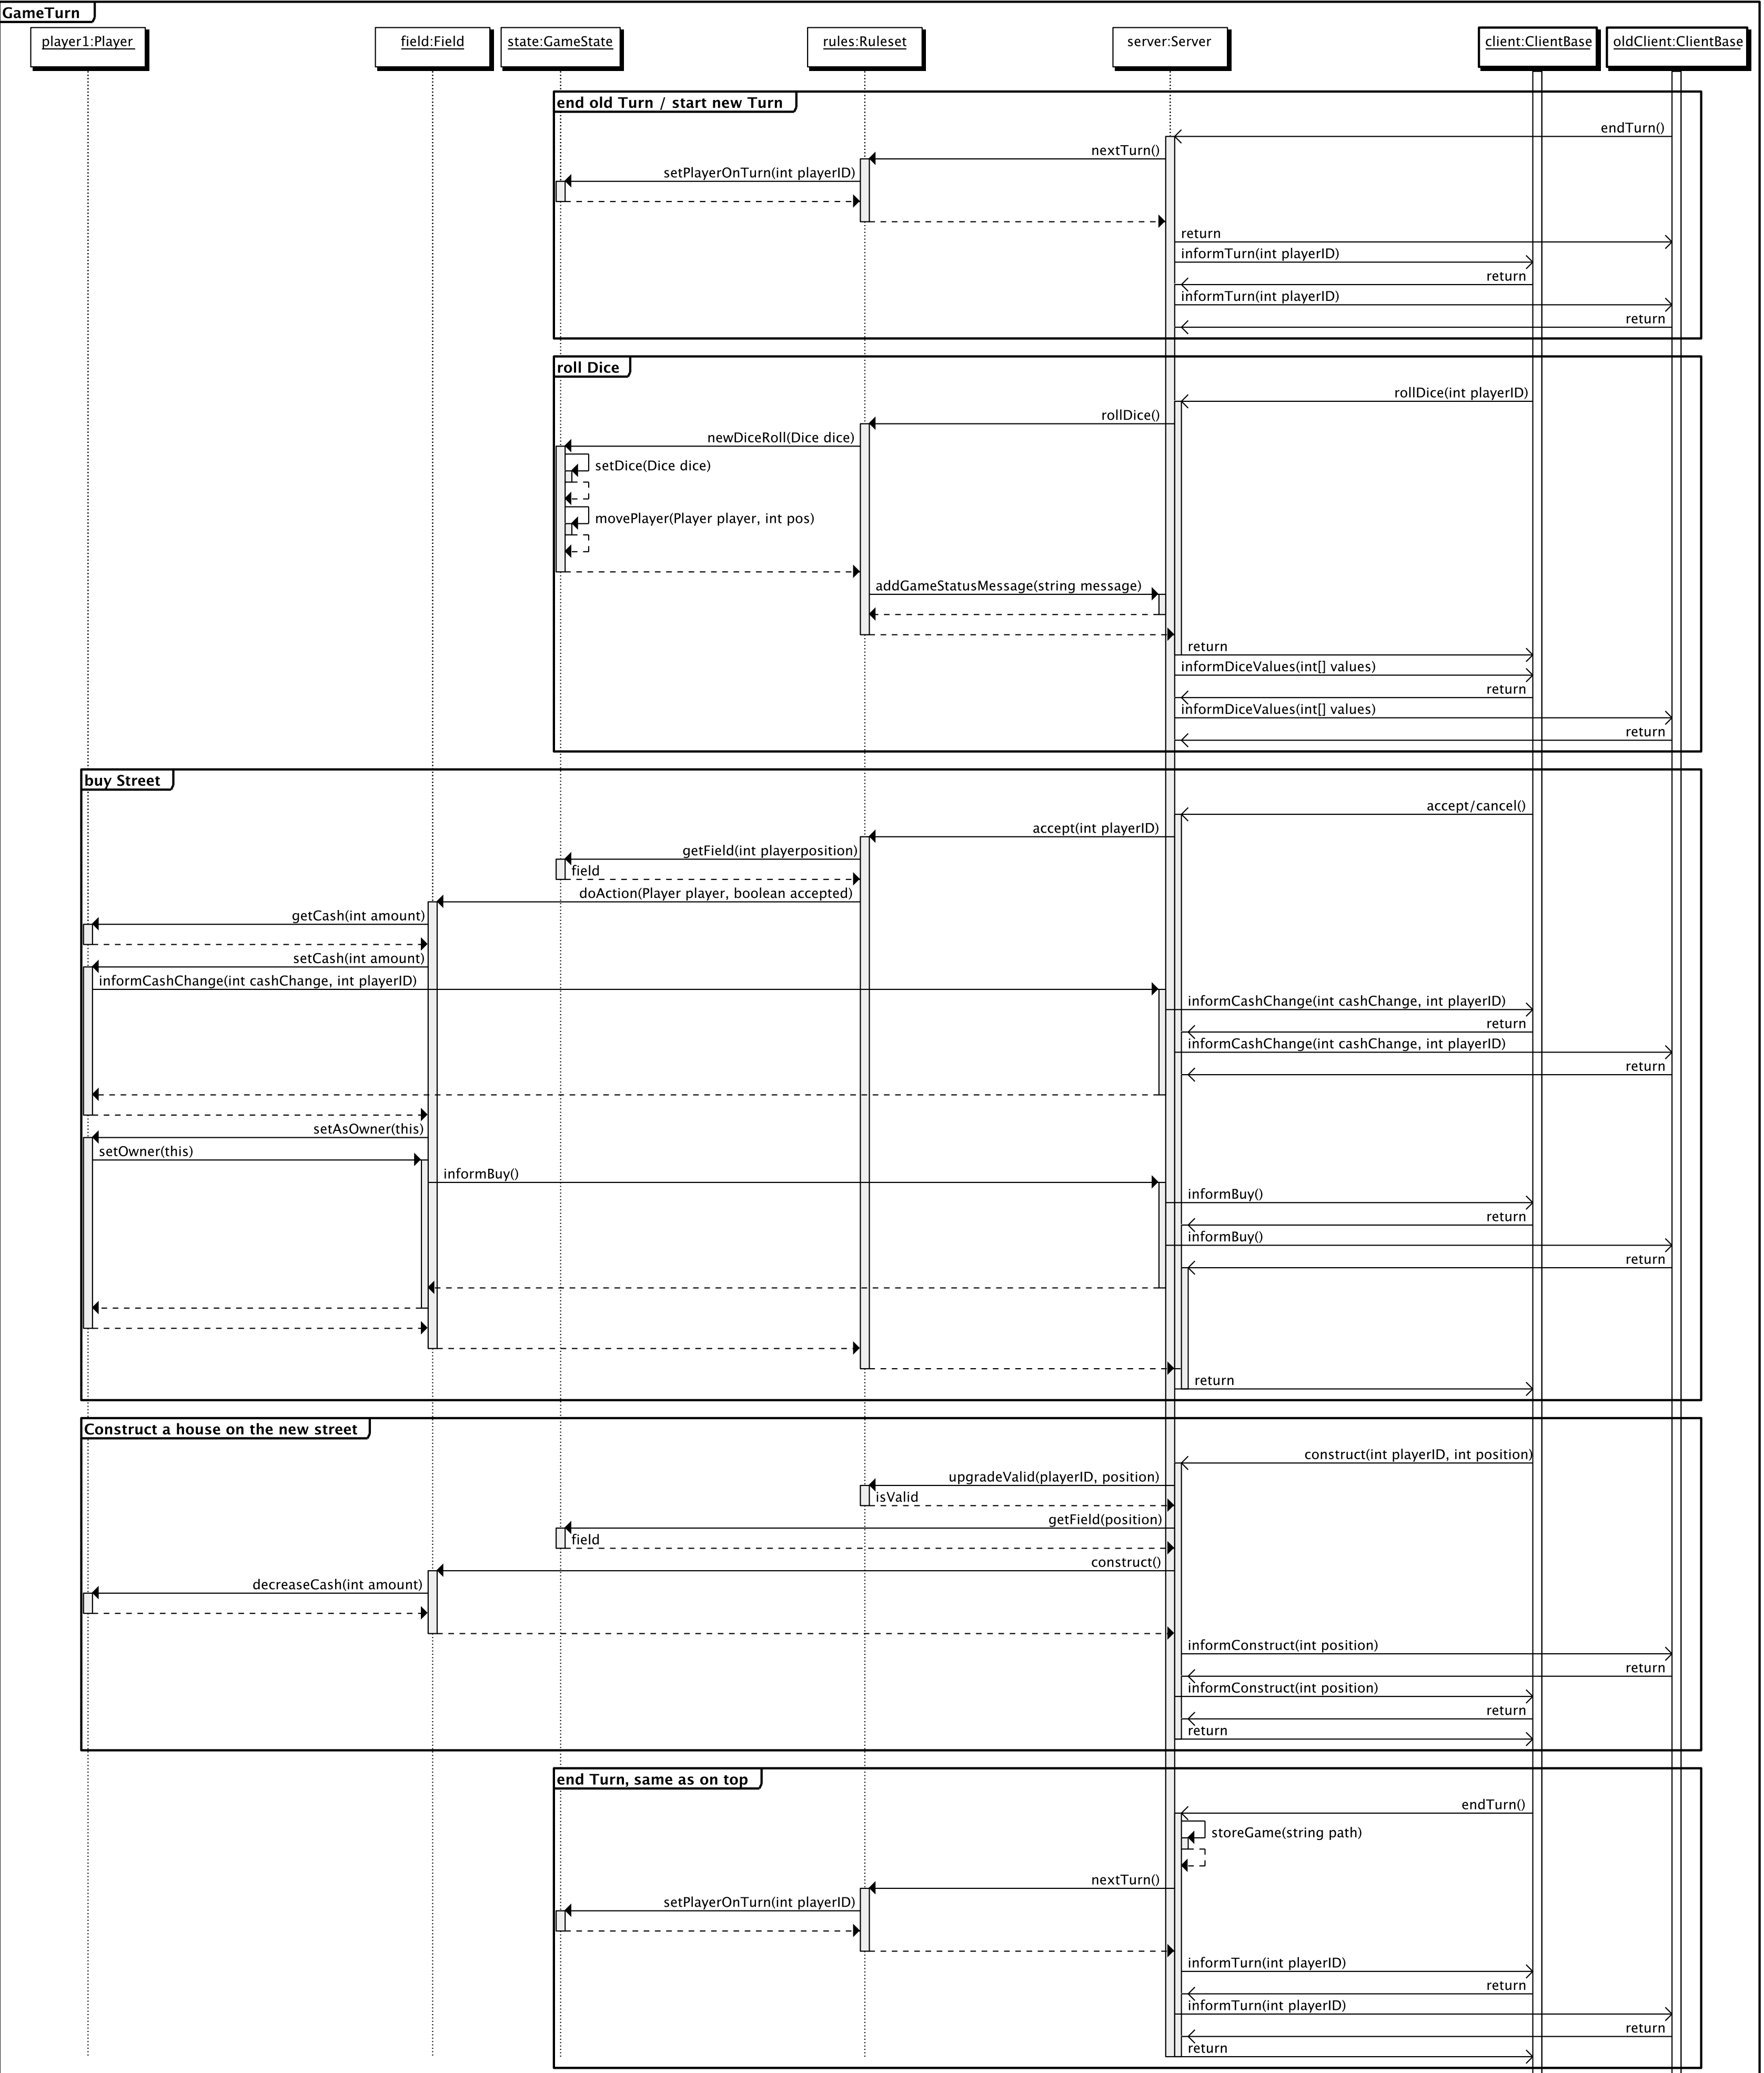 GameTurn
player1:Player
field:Field
state:GameState
rules:Ruleset
server:Server
client:ClientBase
oldClient:ClientBase
end old Turn / start new Turn
endTurn()
nextTurn()
setPlayerOnTurn(int playerID)
return
informTurn(int playerID)
return
informTurn(int playerID)
return
roll Dice
rollDice(int playerID)
rollDice()
newDiceRoll(Dice dice)
setDice(Dice dice)
movePlayer(Player player, int pos)
addGameStatusMessage(string message)
return
informDiceValues(int[] values)
return
informDiceValues(int[] values)
return
buy Street
accept/cancel()
accept(int playerID)
getField(int playerposition)
field
doAction(Player player, boolean accepted)
getCash(int amount)
setCash(int amount)
informCashChange(int cashChange, int playerID)
informCashChange(int cashChange, int playerID)
return
informCashChange(int cashChange, int playerID)
return
setAsOwner(this)
setOwner(this)
informBuy()
informBuy()
return
informBuy()
return
return
Construct a house on the new street
construct(int playerID, int position)
upgradeValid(playerID, position)
isValid
getField(position)
field
construct()
decreaseCash(int amount)
informConstruct(int position)
return
informConstruct(int position)
return
return
end Turn, same as on top
endTurn()
storeGame(string path)
nextTurn()
setPlayerOnTurn(int playerID)
informTurn(int playerID)
return
informTurn(int playerID)
return
return